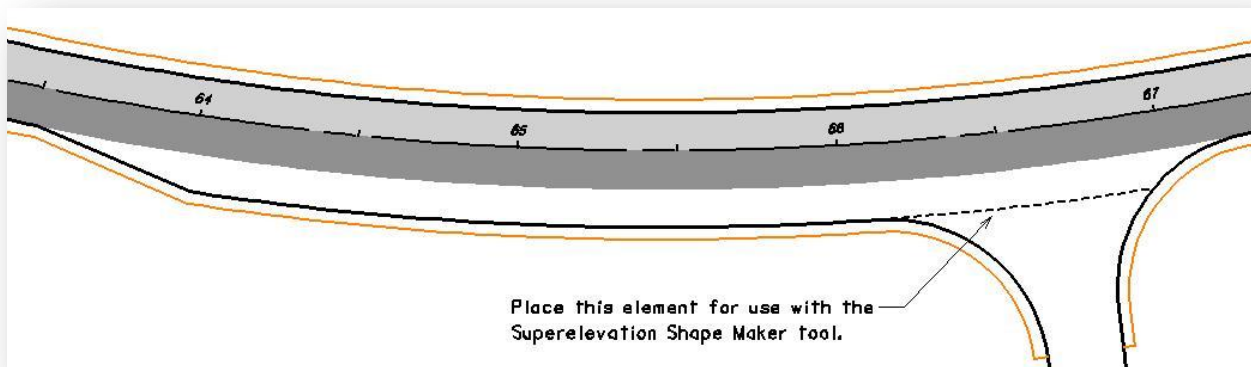 64
65
66
67
Place this element for use with the
Superelevation Shape Maker tool.